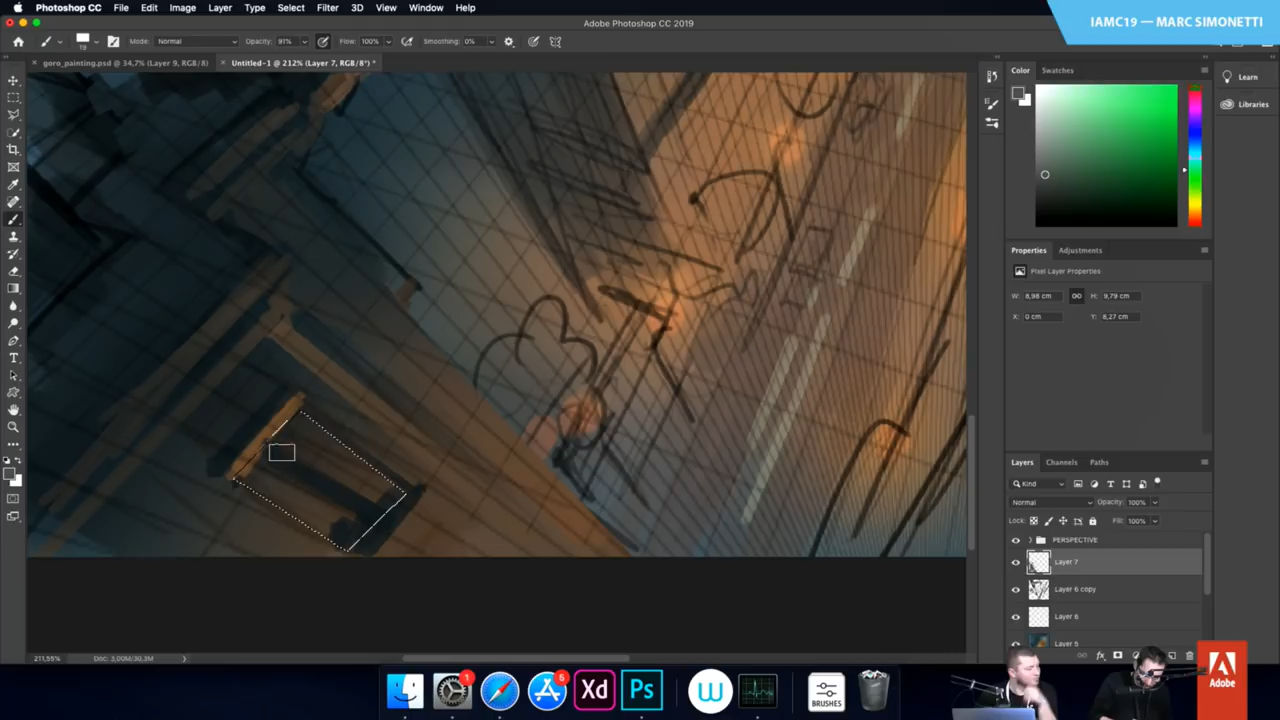 Photoshop CC File Edit Image Layer Type Select Filter 3D View Window Help
Adobe Photoshop CC 2019
IAMC19 — MARC SIMONETTI
19 Mode: Normal Opacity: 91% Flow: 100% Smoothing: 0%
goro_painting.psd @ 34,7% (Layer 9, RGB/8) Untitled-1 @ 212% (Layer 7, RGB/8*) *
Color Swatches
Learn
Libraries
Properties Adjustments
Pixel Layer Properties
W: 8,98 cm H: 9,79 cm
X: 0 cm Y: 8,27 cm
Layers Channels Paths
Kind
Normal Opacity: 100%
Lock: Fill: 100%
PERSPECTIVE
Layer 7
Layer 6 copy
Layer 6
Layer 5
211,55% Doc: 3,00M/30,3M
1
6
Xd
Ps
BRUSHES
Adobe